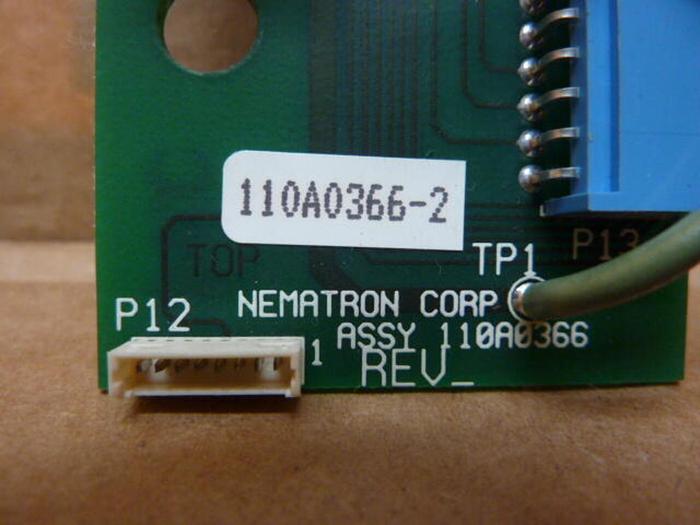 110A0366-2
TOP
P13
TP1
P12
NEMATRON CORP
ASSY 110A0366
1
REV_